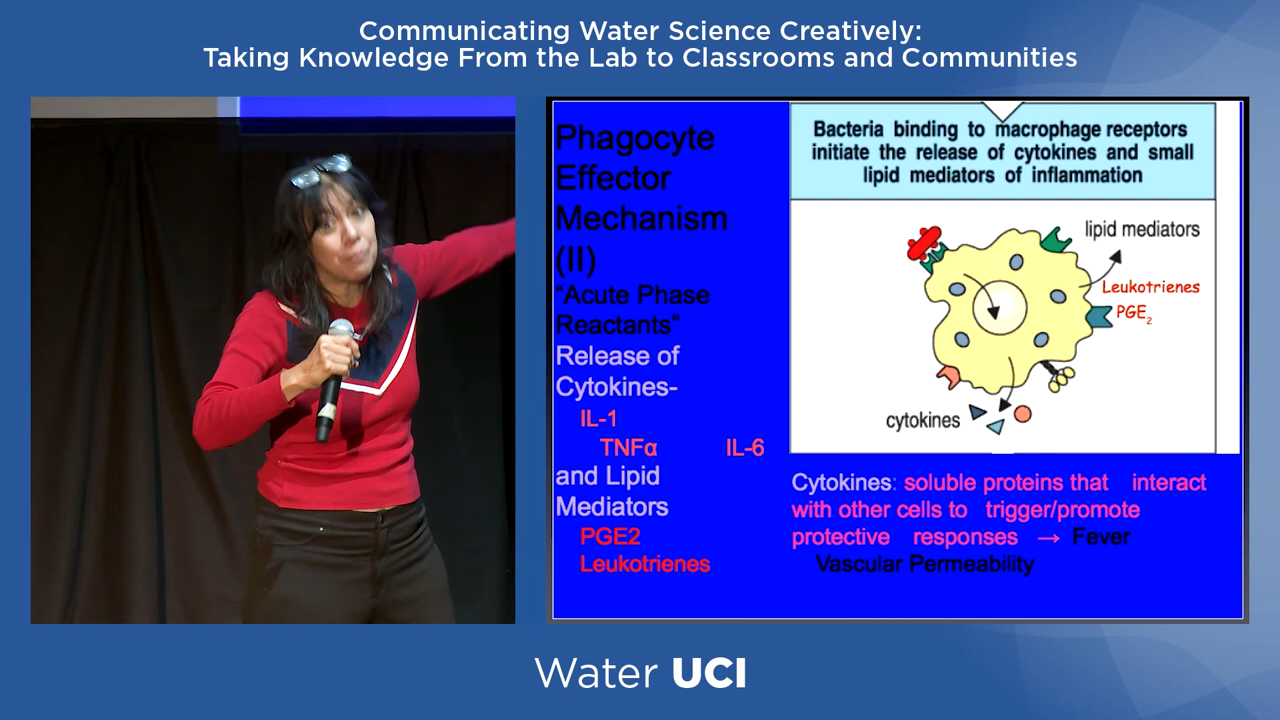 Communicating Water Science Creatively:
Taking Knowledge From the Lab to Classrooms and Communities
Phagocyte
Effector
Mechanism
(II)
“Acute Phase
Reactants”
Release of
Cytokines-
IL-1
TNFα IL-6
and Lipid
Mediators
PGE2
Leukotrienes
Bacteria binding to macrophage receptors
initiate the release of cytokines and small
lipid mediators of inflammation
lipid mediators
Leukotrienes
PGE2
cytokines
Cytokines: soluble proteins that interact
with other cells to trigger/promote
protective responses → Fever
Vascular Permeability
Water UCI